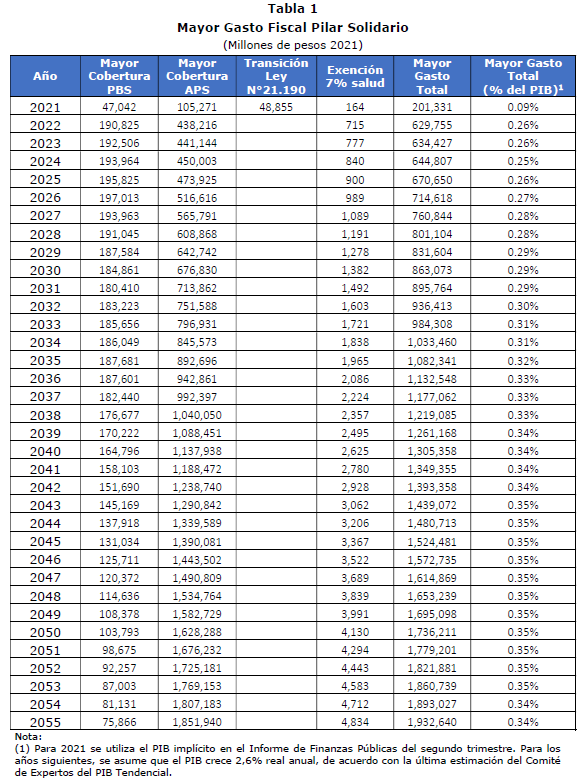 Tabla 1
Mayor Gasto Fiscal Pilar Solidario
(Millones de pesos 2021)
Año Mayor Cobertura PBS Mayor Cobertura APS Transición Ley N°21.190 Exención 7% salud Mayor Gasto Total Mayor Gasto Total (% del PIB)¹
2021 47,042 105,271 48,855 164 201,331 0.09%
2022 190,825 438,216 715 629,755 0.26%
2023 192,506 441,144 777 634,427 0.26%
2024 193,964 450,003 840 644,807 0.25%
2025 195,825 473,925 900 670,650 0.26%
2026 197,013 516,616 989 714,618 0.27%
2027 193,963 565,791 1,089 760,844 0.28%
2028 191,045 608,868 1,191 801,104 0.28%
2029 187,584 642,742 1,278 831,604 0.29%
2030 184,861 676,830 1,382 863,073 0.29%
2031 180,410 713,862 1,492 895,764 0.29%
2032 183,223 751,588 1,603 936,413 0.30%
2033 185,656 796,931 1,721 984,308 0.31%
2034 186,049 845,573 1,838 1,033,460 0.31%
2035 187,681 892,696 1,965 1,082,341 0.32%
2036 187,601 942,861 2,086 1,132,548 0.33%
2037 182,440 992,397 2,224 1,177,062 0.33%
2038 176,677 1,040,050 2,357 1,219,085 0.33%
2039 170,222 1,088,451 2,495 1,261,168 0.34%
2040 164,796 1,137,938 2,625 1,305,358 0.34%
2041 158,103 1,188,472 2,780 1,349,355 0.34%
2042 151,690 1,238,740 2,928 1,393,358 0.34%
2043 145,169 1,290,842 3,062 1,439,072 0.35%
2044 137,918 1,339,589 3,206 1,480,713 0.35%
2045 131,034 1,390,081 3,367 1,524,481 0.35%
2046 125,711 1,443,502 3,522 1,572,735 0.35%
2047 120,372 1,490,809 3,689 1,614,869 0.35%
2048 114,636 1,534,764 3,839 1,653,239 0.35%
2049 108,378 1,582,729 3,991 1,695,098 0.35%
2050 103,793 1,628,288 4,130 1,736,211 0.35%
2051 98,675 1,676,232 4,294 1,779,201 0.35%
2052 92,257 1,725,181 4,443 1,821,881 0.35%
2053 87,003 1,769,153 4,583 1,860,739 0.35%
2054 81,131 1,807,183 4,712 1,893,027 0.34%
2055 75,866 1,851,940 4,834 1,932,640 0.34%
Nota:
(1) Para 2021 se utiliza el PIB implícito en el Informe de Finanzas Públicas del segundo trimestre. Para los
años siguientes, se asume que el PIB crece 2,6% real anual, de acuerdo con la última estimación del Comité
de Expertos del PIB Tendencial.